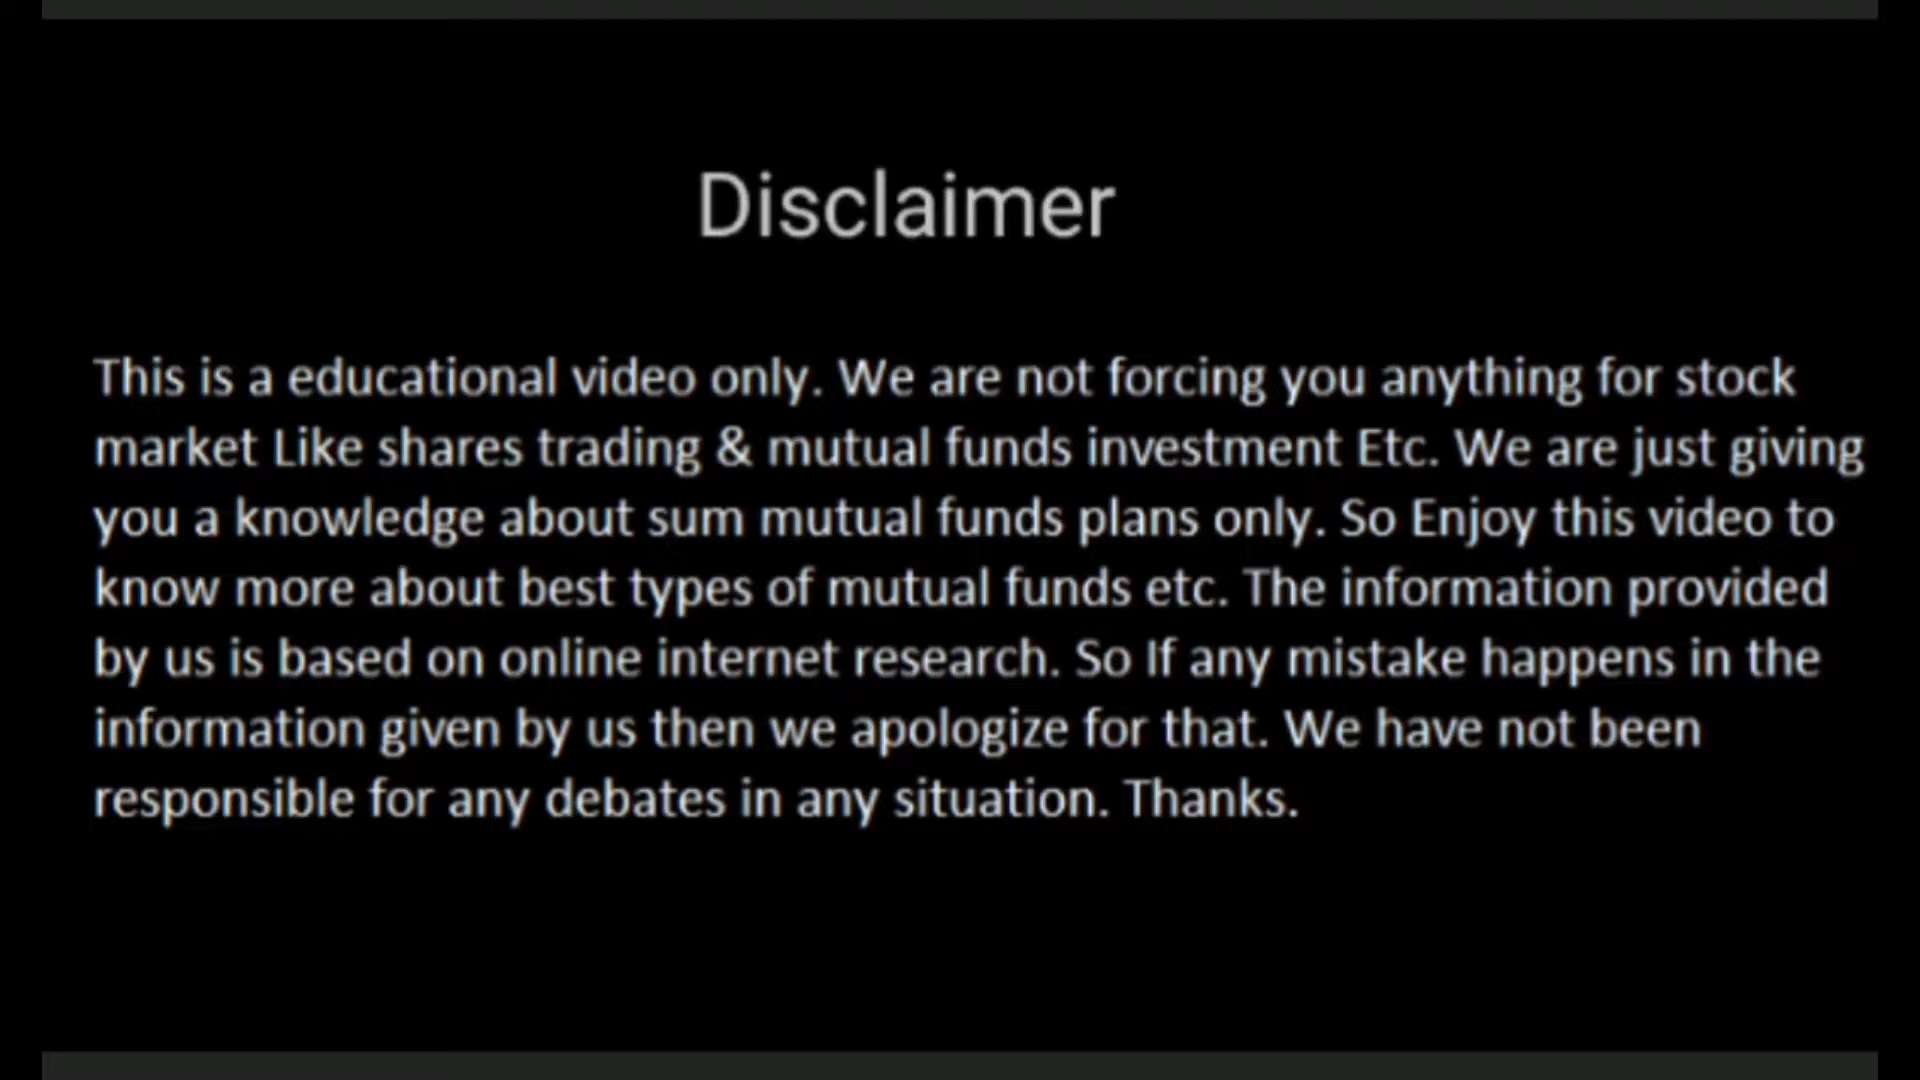 Disclaimer
This is a educational video only. We are not forcing you anything for stock
market Like shares trading & mutual funds investment Etc. We are just giving
you a knowledge about sum mutual funds plans only. So Enjoy this video to
know more about best types of mutual funds etc. The information provided
by us is based on online internet research. So If any mistake happens in the
information given by us then we apologize for that. We have not been
responsible for any debates in any situation. Thanks.